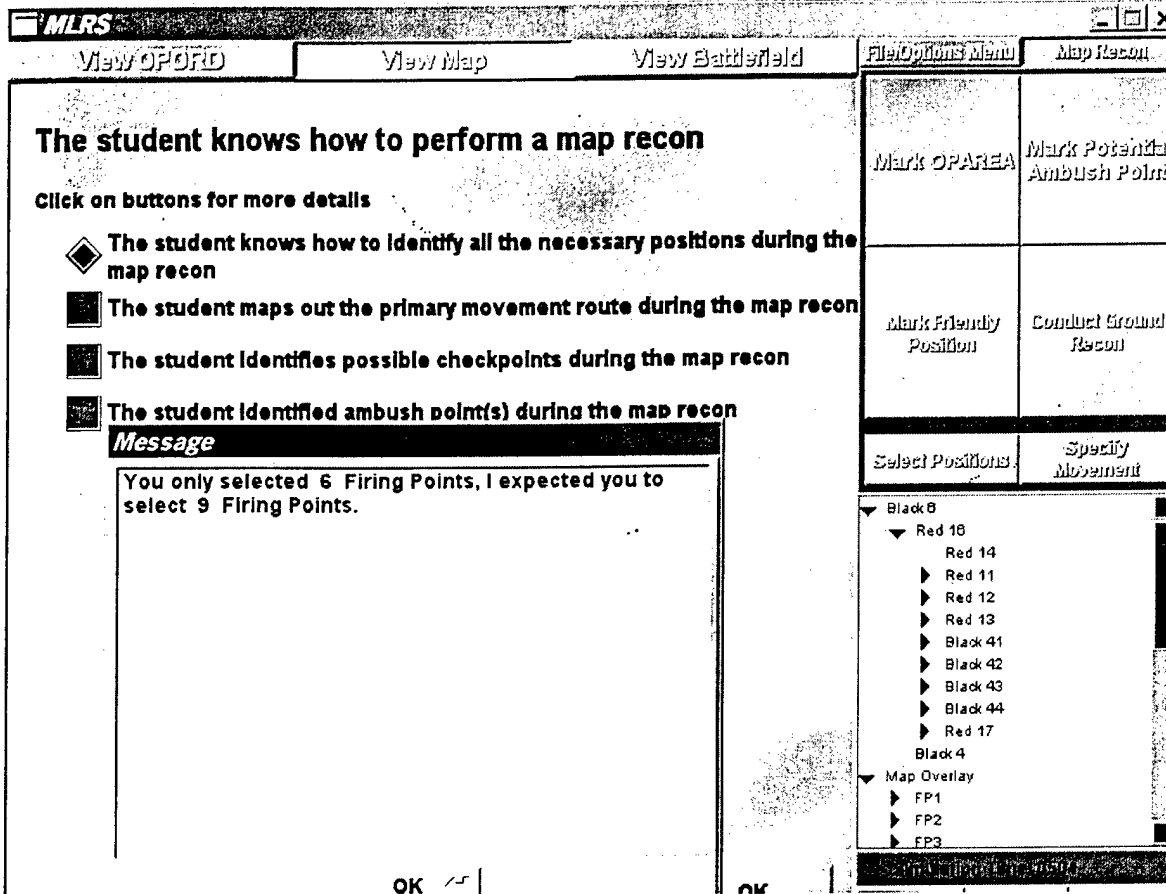 MLRS
View OPORD
View Map
View Battlefield
File/Options Menu
Map Recon
The student knows how to perform a map recon
Click on buttons for more details
The student knows how to identify all the necessary positions during the
map recon
The student maps out the primary movement route during the map recon
The student identifies possible checkpoints during the map recon
The student identified ambush point(s) during the map recon
Message
You only selected 6 Firing Points, I expected you to
select 9 Firing Points.
OK
OK
Mark OPAREA
Mark Potentia
Ambush Point
Mark Friendly
Position
Conduct Ground
Recon
Select Positions
Specify
Movement
Black 6
Red 16
Red 14
Red 11
Red 12
Red 13
Black 41
Black 42
Black 43
Black 44
Red 17
Black 4
Map Overlay
FP1
FP2
FP3